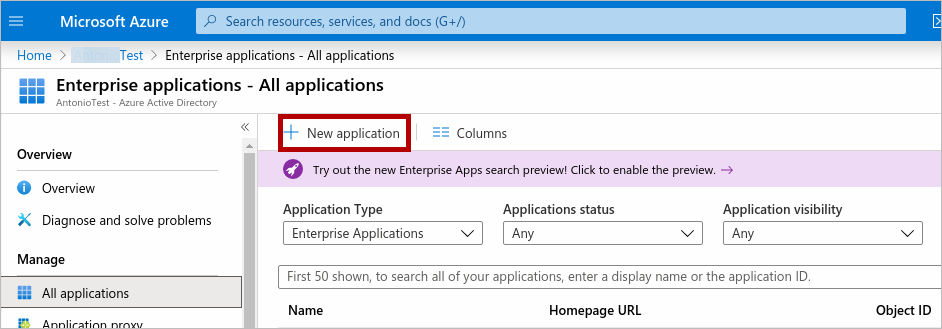 Microsoft Azure
Search resources, services, and docs (G+/)
Home > Test > Enterprise applications - All applications
Enterprise applications - All applications
AntonioTest - Azure Active Directory
«
Overview
Overview
Diagnose and solve problems
Manage
All applications
Application proxy
+ New application
Columns
Try out the new Enterprise Apps search preview! Click to enable the preview. →
Application Type Applications status Application visibility
Enterprise Applications Any Any
First 50 shown, to search all of your applications, enter a display name or the application ID.
Name Homepage URL Object ID